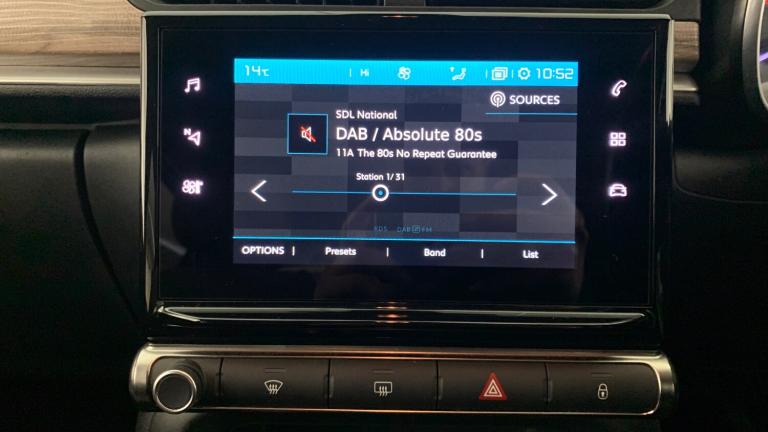 14℃ Hi 10:52
SOURCES
SDL National
DAB / Absolute 80s
11A The 80s No Repeat Guarantee
Station 1/ 31
N
RDS DAB FM
OPTIONS | Presets | Band | List